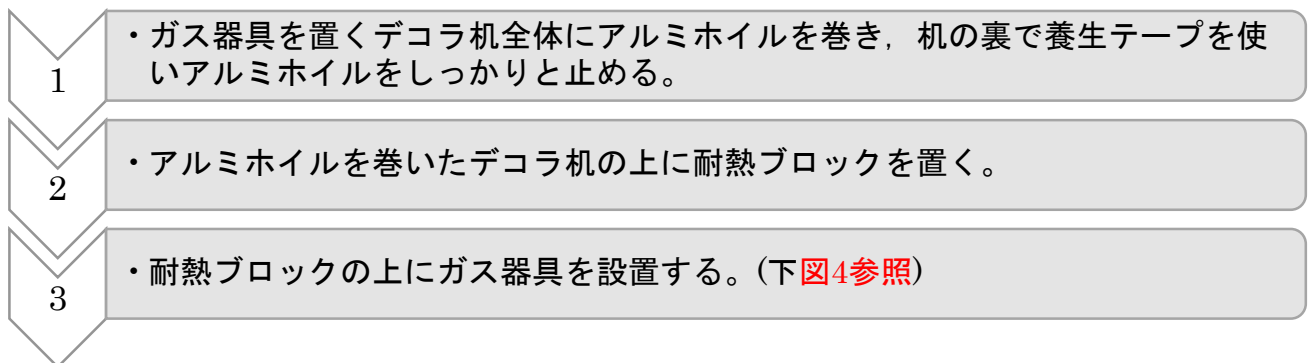 1
・ガス器具を置くデコラ机全体にアルミホイルを巻き，机の裏で養生テープを使
いアルミホイルをしっかりと止める。
2
・アルミホイルを巻いたデコラ机の上に耐熱ブロックを置く。
3
・耐熱ブロックの上にガス器具を設置する。(下図4参照)